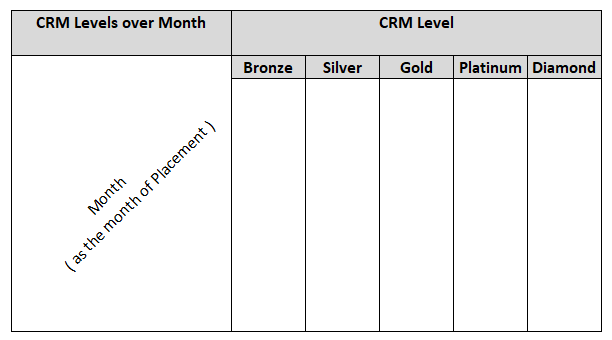 CRM Levels over Month
CRM Level
Bronze Silver Gold Platinum Diamond
Month
( as the month of Placement )